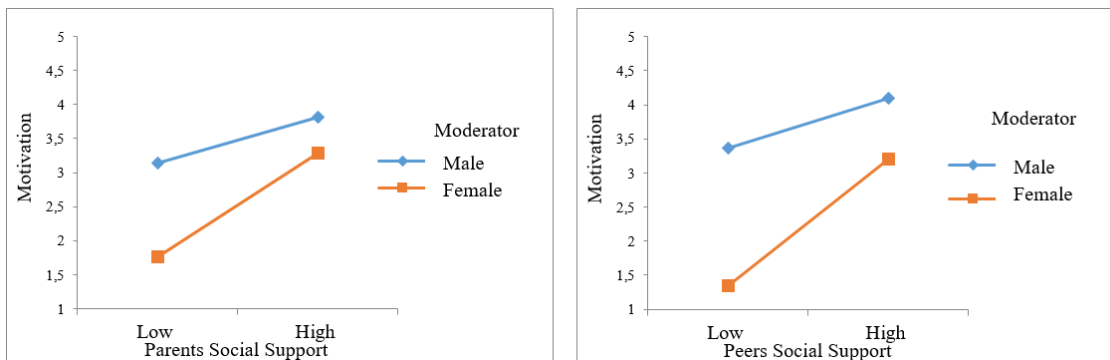 5
4,5
4
3,5
3
2,5
2
1,5
1
Motivation
Low High
Parents Social Support
Moderator
Male
Female
5
4,5
4
3,5
3
2,5
2
1,5
1
Motivation
Low High
Peers Social Support
Moderator
Male
Female